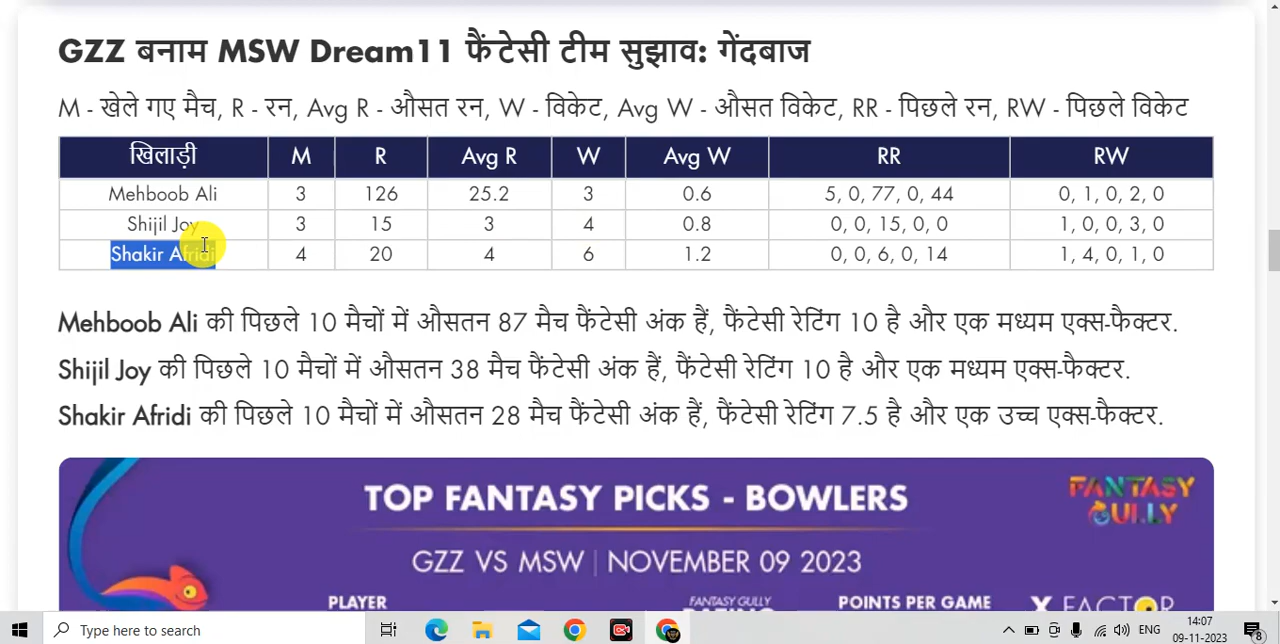 GZZ बनाम MSW Dream11 फैंटेसी टीम सुझाव: गेंदबाज
M - खेले गए मैच, R - रन, Avg R - औसत रन, W - विकेट, Avg W - औसत विकेट, RR - पिछले रन, RW - पिछले विकेट
खिलाड़ी M R Avg R W Avg W RR RW
Mehboob Ali 3 126 25.2 3 0.6 5, 0, 77, 0, 44 0, 1, 0, 2, 0
Shijil Joy 3 15 3 4 0.8 0, 0, 15, 0, 0 1, 0, 0, 3, 0
Shakir Afridi 4 20 4 6 1.2 0, 0, 6, 0, 14 1, 4, 0, 1, 0
Mehboob Ali की पिछले 10 मैचों में औसतन 87 मैच फैंटेसी अंक हैं, फैंटेसी रेटिंग 10 है और एक मध्यम एक्स-फैक्टर.
Shijil Joy की पिछले 10 मैचों में औसतन 38 मैच फैंटेसी अंक हैं, फैंटेसी रेटिंग 10 है और एक मध्यम एक्स-फैक्टर.
Shakir Afridi की पिछले 10 मैचों में औसतन 28 मैच फैंटेसी अंक हैं, फैंटेसी रेटिंग 7.5 है और एक उच्च एक्स-फैक्टर.
TOP FANTASY PICKS - BOWLERS
FANTASY
GULLY
GZZ VS MSW | NOVEMBER 09 2023
PLAYER FANTASY GULLY POINTS PER GAME X FACTOR
Type here to search
ENG
14:07
09-11-2023
8